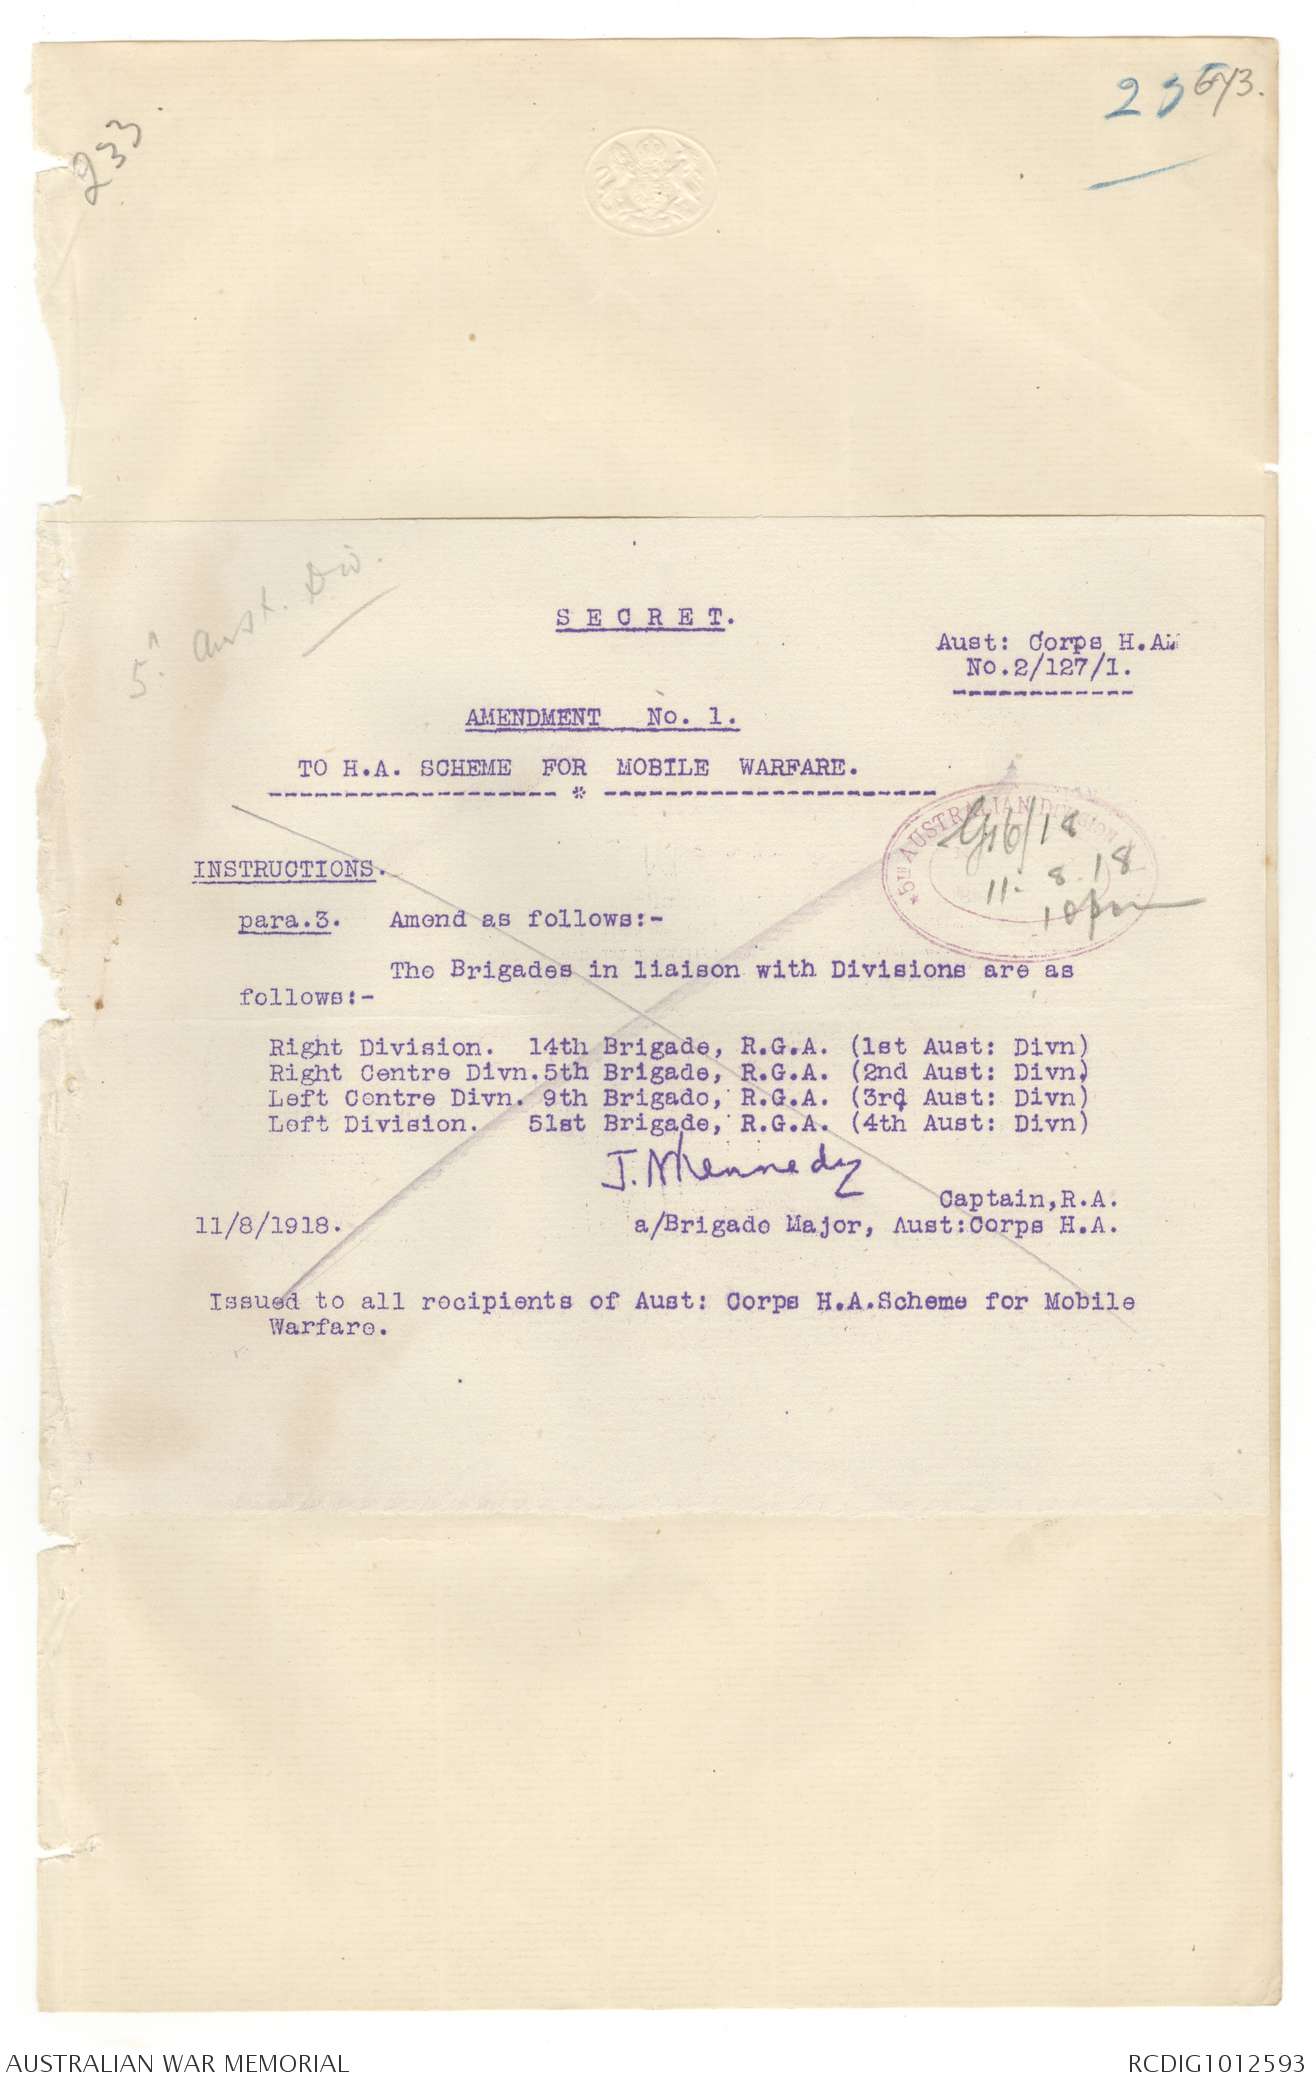 233
5th Aust. Div.
S E C R E T.
Aust: Corps H.A.
No.2/127/1.
AMENDMENT No. 1.
TO H.A. SCHEME FOR MOBILE WARFARE.
------------------- * ----------------------
5TH AUSTRALIAN DIVISION
11. 8. 18
10pm
INSTRUCTIONS.
para.3. Amend as follows:-
The Brigades in liaison with Divisions are as
follows:-
Right Division. 14th Brigade, R.G.A. (1st Aust: Divn)
Right Centre Divn. 5th Brigade, R.G.A. (2nd Aust: Divn)
Left Centre Divn. 9th Brigade, R.G.A. (3rd Aust: Divn)
Left Division. 51st Brigade, R.G.A. (4th Aust: Divn)
Captain,R.A.
11/8/1918. a/Brigade Major, Aust:Corps H.A.
Issued to all recipients of Aust: Corps H.A.Scheme for Mobile
Warfare.
AUSTRALIAN WAR MEMORIAL
RCDIG1012593